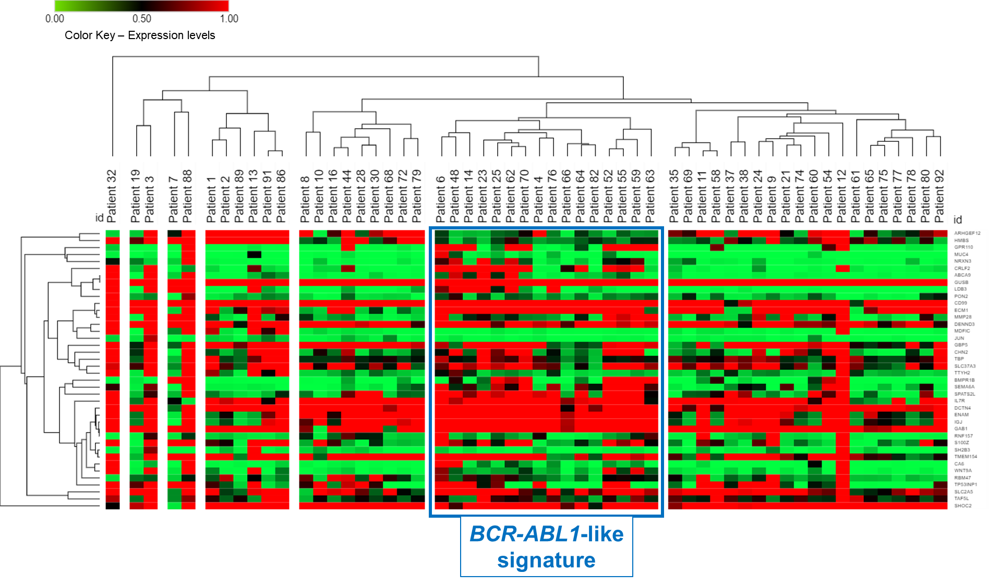 0.00 0.50 1.00
Color Key – Expression levels
id Patient 32 Patient 19 Patient 3 Patient 7 Patient 88 Patient 1 Patient 2 Patient 89 Patient 13 Patient 91 Patient 86 Patient 8 Patient 10 Patient 16 Patient 44 Patient 28 Patient 30 Patient 68 Patient 72 Patient 79 Patient 6 Patient 48 Patient 14 Patient 23 Patient 25 Patient 62 Patient 70 Patient 4 Patient 76 Patient 66 Patient 64 Patient 82 Patient 52 Patient 55 Patient 59 Patient 63 Patient 35 Patient 69 Patient 11 Patient 58 Patient 37 Patient 38 Patient 24 Patient 9 Patient 21 Patient 74 Patient 60 Patient 54 Patient 12 Patient 61 Patient 65 Patient 75 Patient 77 Patient 78 Patient 80 Patient 92 id
ARHGEF12
HMBS
GPR110
MUC4
NRXN3
CRLF2
ABCA9
GUSB
LDB3
PON2
CD99
ECM1
MMP28
DENND3
MDFIC
JUN
GBP5
CHN2
TBP
SLC37A3
TTYH2
BMPR1B
SEMA6A
SPATS2L
IL7R
DCTN4
ENAM
IGJ
GAB1
RNF157
S100Z
SH2B3
TMEM154
CA6
WNT9A
RBM47
TP53INP1
SLC2A5
TAF5L
SHOC2
BCR-ABL1-like
signature